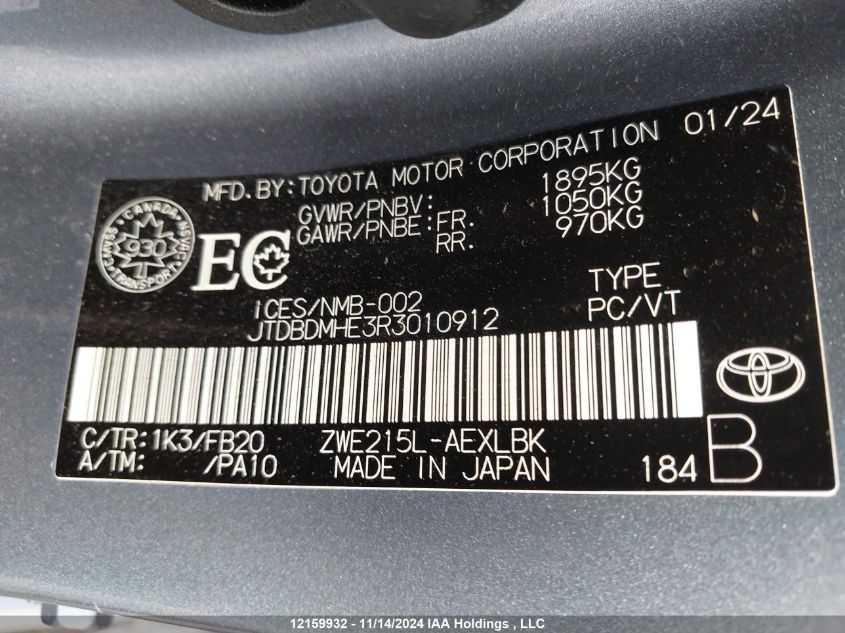 MFD. BY: TOYOTA MOTOR CORPORATION 01/24
GVWR/PNBV: 1895KG
GAWR/PNBE: FR. 1050KG
RR. 970KG
CANADA
930
TRANSPORT
EC
ICES/NMB-002 TYPE
JTDBDMHE3R3010912 PC/VT
C/TR: 1K3/FB20 ZWE215L-AEXLBK
A/TM: /PA10 MADE IN JAPAN 184 B
12159932 - 11/14/2024 IAA Holdings , LLC